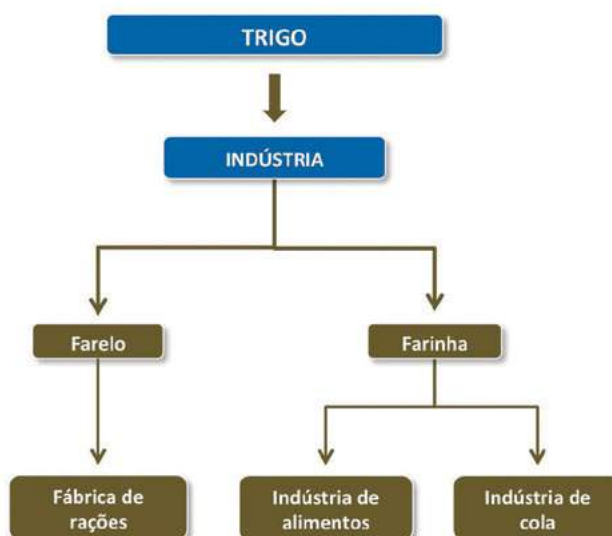 TRIGO
INDÚSTRIA
Farelo
Farinha
Fábrica de
rações
Indústria de
alimentos
Indústria de
cola